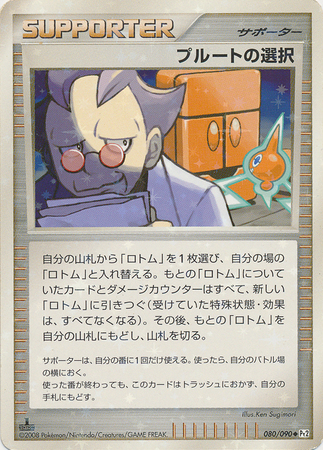 SUPPORTER
サポーター
プルートの選択
自分の山札から「ロトム」を1枚選び、自分の場の
「ロトム」と入れ替える。もとの「ロトム」についていた
カードとダメージカウンターはすべて、新しい
「ロトム」に引きつぐ（受けていた特殊状態・効果
は、すべてなくなる）。その後、もとの「ロトム」を
自分の山札にもどし、山札を切る。
サポーターは、自分の番に1回だけ使える。使ったら、自分のバトル場
の横におく。
使った番が終わっても、このカードはトラッシュにおかず、自分の
手札にもどる。
Illus.Ken Sugimori
©2008 Pokémon/Nintendo/Creatures/GAME FREAK.
080/090 Pt2